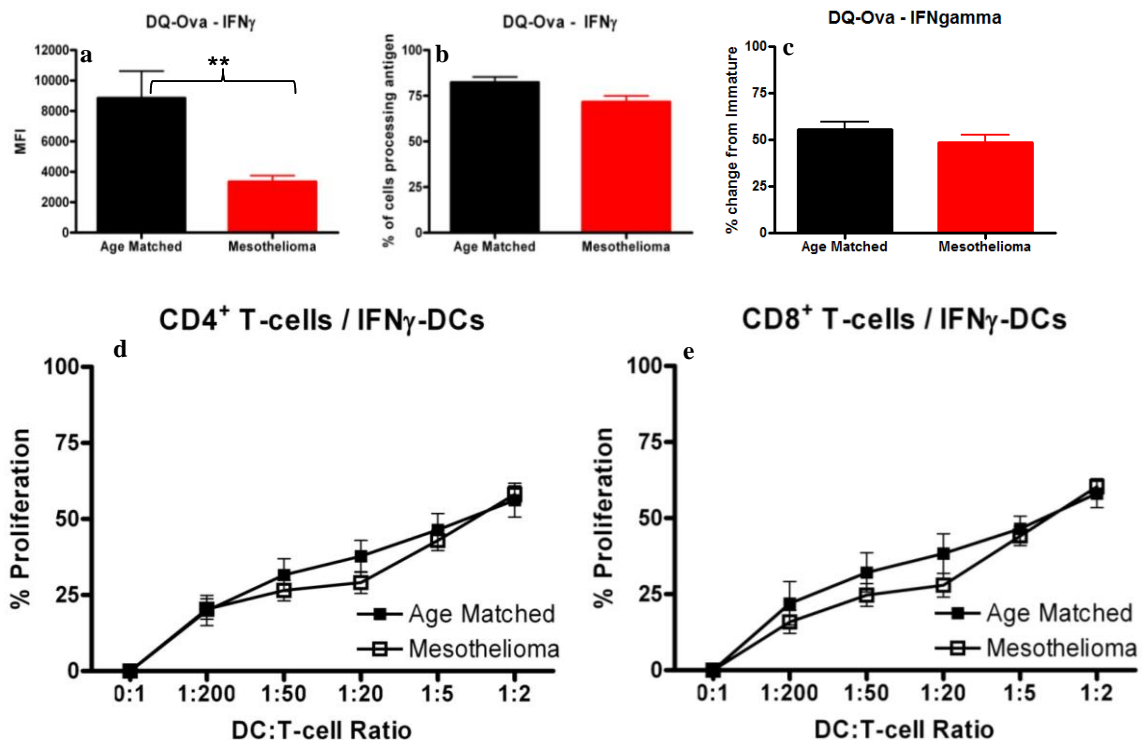 DQ-Ova - IFNγ
a
**
MFI
12000
10000
8000
6000
4000
2000
0
Age Matched
Mesothelioma
DQ-Ova - IFNγ
b
% of cells processing antigen
100
75
50
25
0
Age Matched
Mesothelioma
DQ-Ova - IFNgamma
c
% change from Immature
100
75
50
25
0
Age Matched
Mesothelioma
CD4⁺ T-cells / IFNγ-DCs
d
% Proliferation
100
75
50
25
0
Age Matched
Mesothelioma
0:1 1:200 1:50 1:20 1:5 1:2
DC:T-cell Ratio
CD8⁺ T-cells / IFNγ-DCs
e
% Proliferation
100
75
50
25
0
Age Matched
Mesothelioma
0:1 1:200 1:50 1:20 1:5 1:2
DC:T-cell Ratio